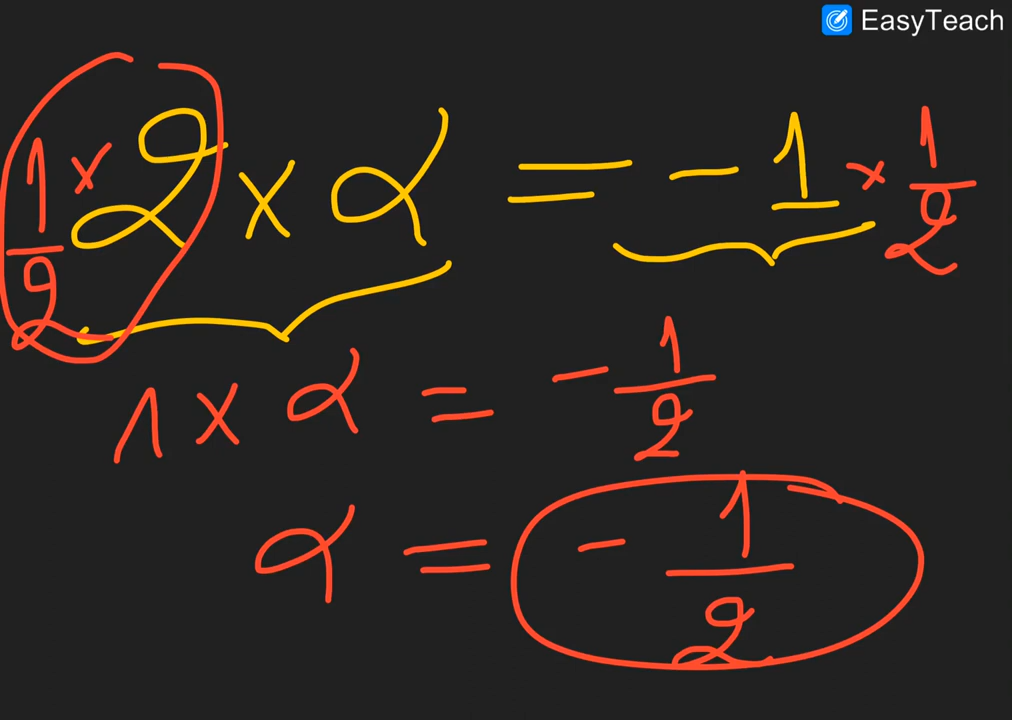 EasyTeach
1/2 × 2 × α = - 1 × 1/2
1 × α = - 1/2
α = - 1/2